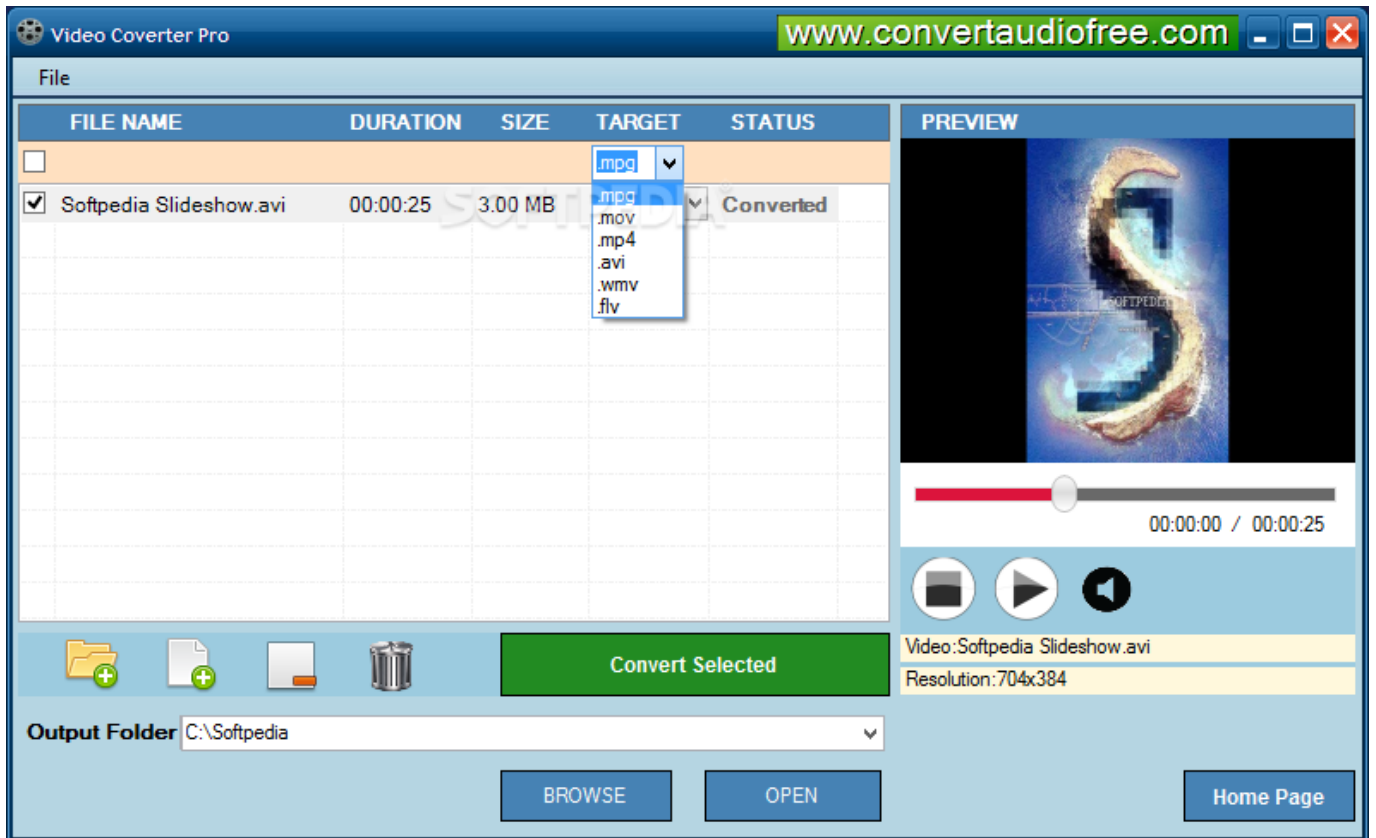 Video Coverter Pro
www.convertaudiofree.com
File
FILE NAME DURATION SIZE TARGET STATUS
.mpg
Softpedia Slideshow.avi 00:00:25 3.00 MB Converted
SOFTPEDIA®
.mpg
.mov
.mp4
.avi
.wmv
.flv
PREVIEW
SOFTPEDIA
00:00:00 / 00:00:25
Video:Softpedia Slideshow.avi
Resolution:704x384
Convert Selected
Output Folder C:\Softpedia
BROWSE OPEN Home Page